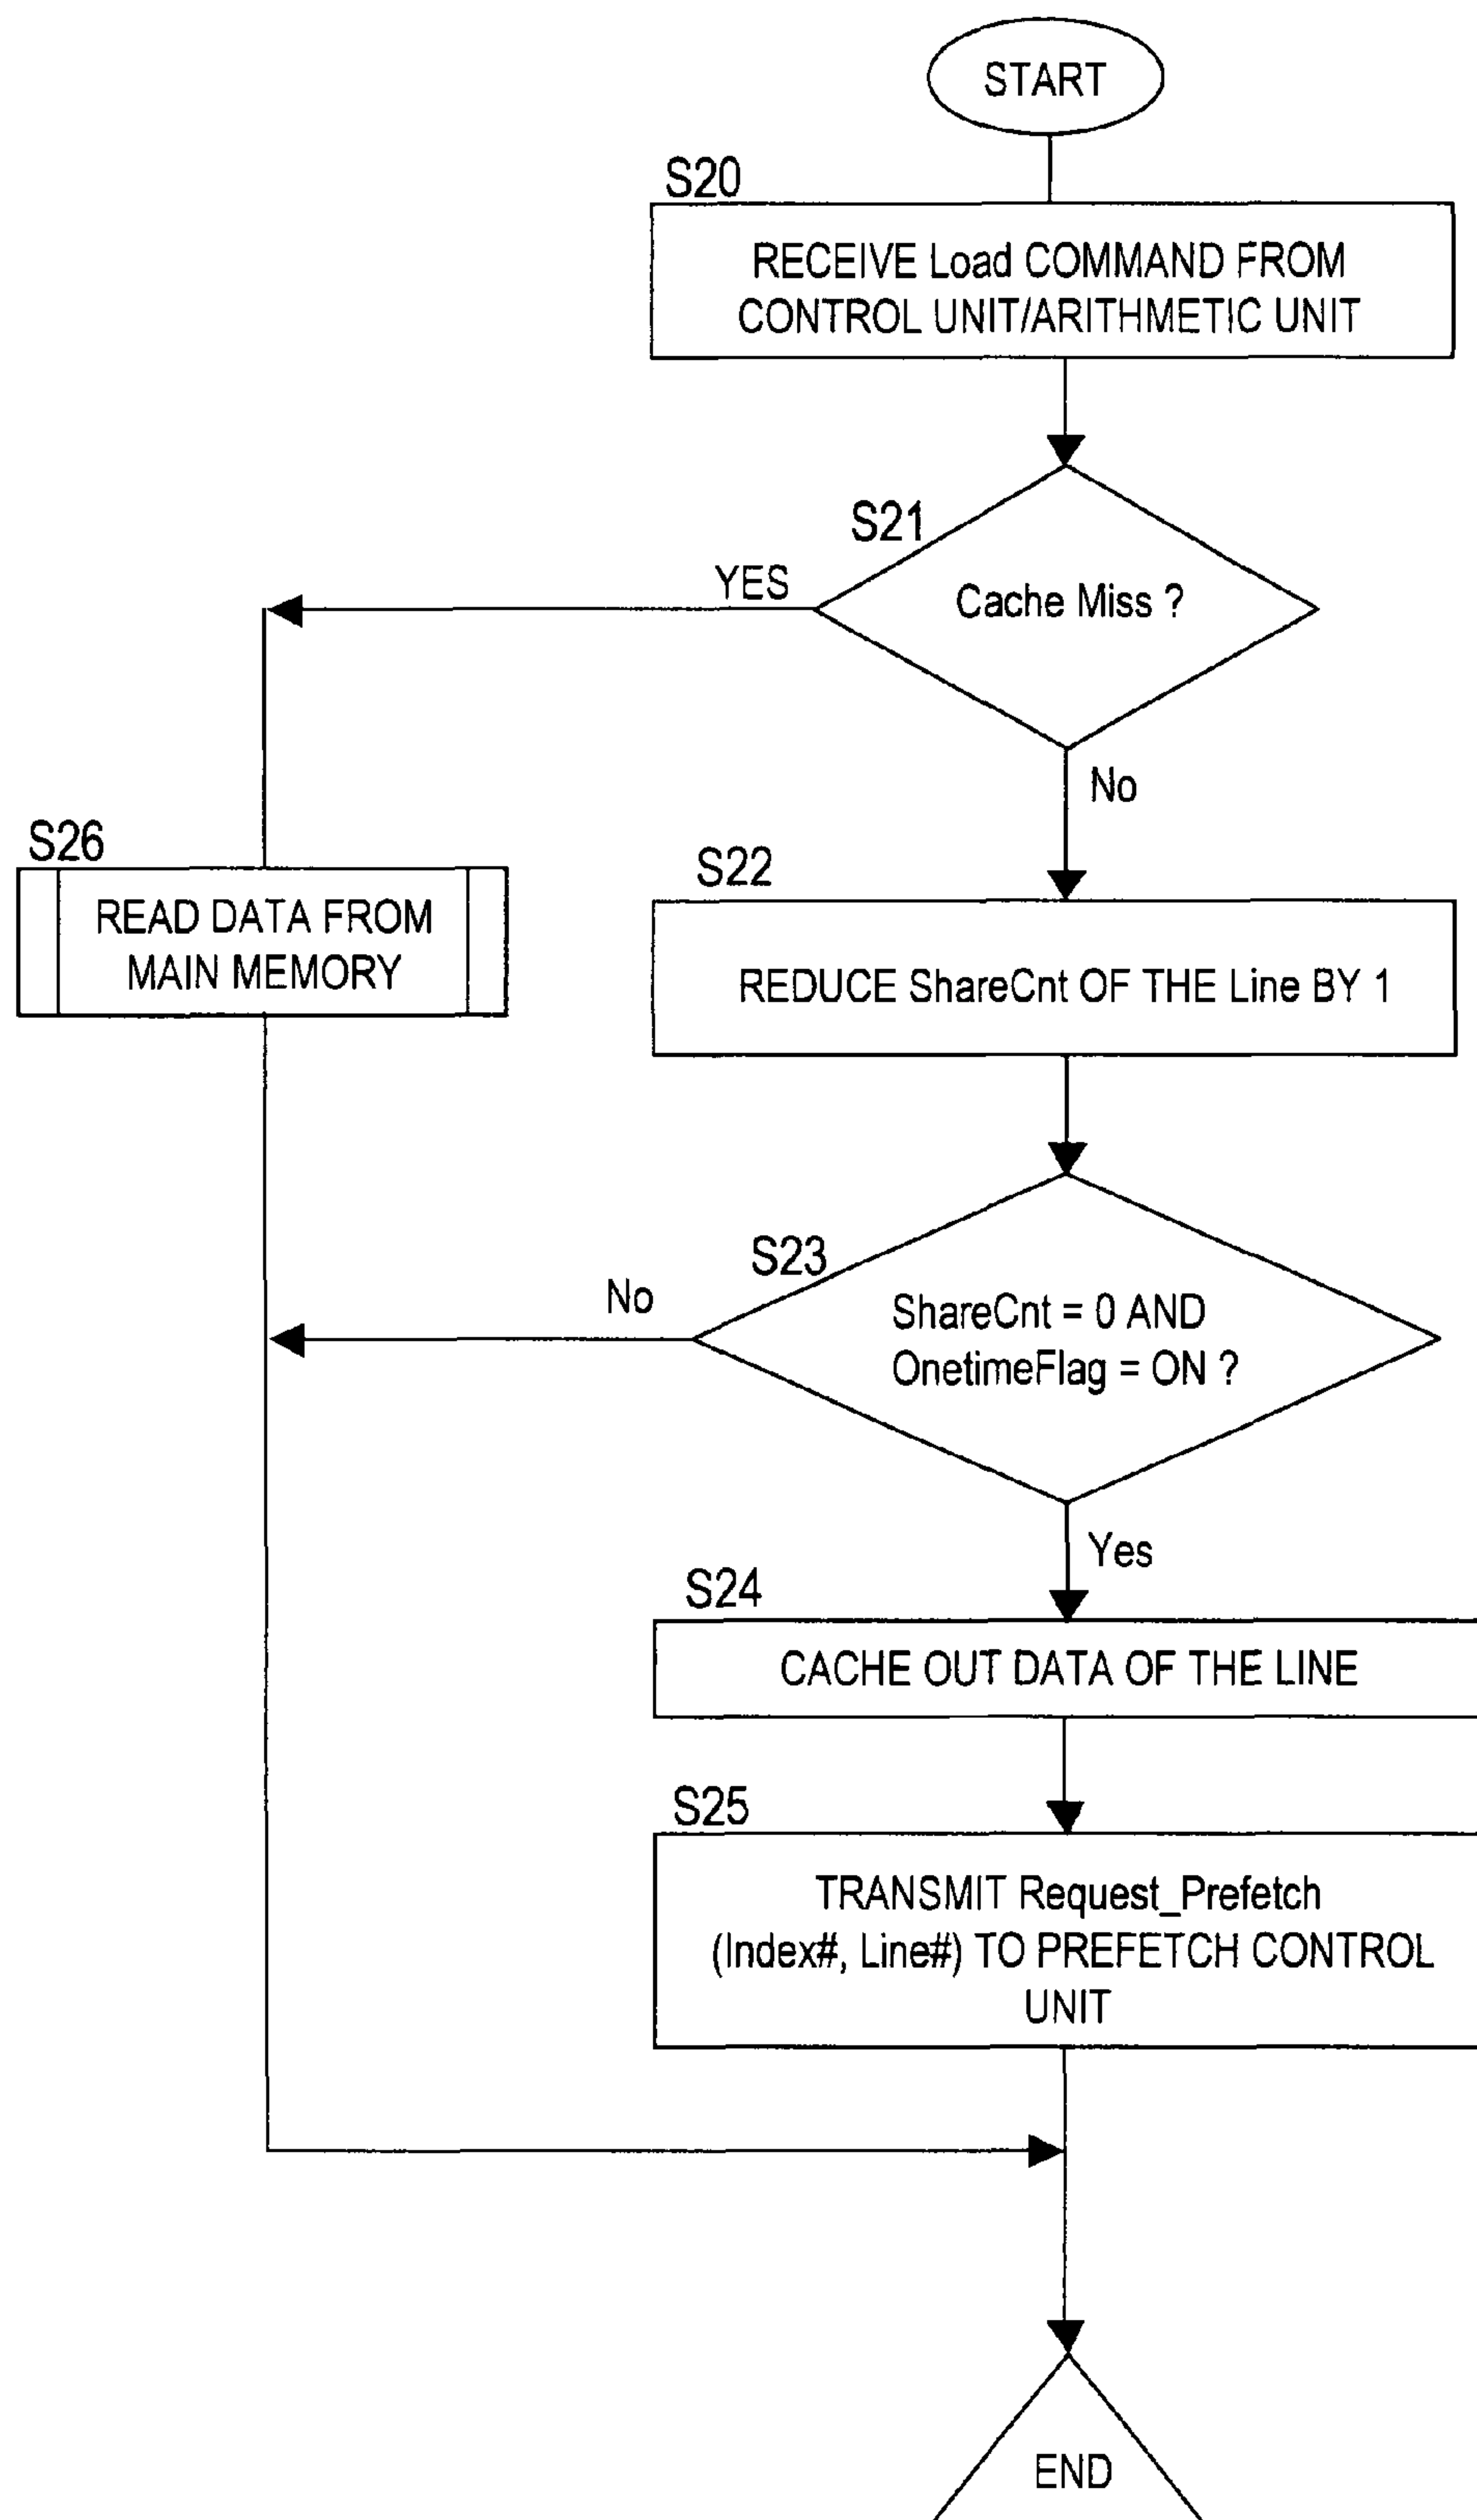 START
S20
RECEIVE Load COMMAND FROM
CONTROL UNIT/ARITHMETIC UNIT
S21
YES
Cache Miss ?
No
S26
READ DATA FROM
MAIN MEMORY
S22
REDUCE ShareCnt OF THE Line BY 1
S23
No
ShareCnt = 0 AND
OnetimeFlag = ON ?
Yes
S24
CACHE OUT DATA OF THE LINE
S25
TRANSMIT Request_Prefetch
(Index#, Line#) TO PREFETCH CONTROL
UNIT
END